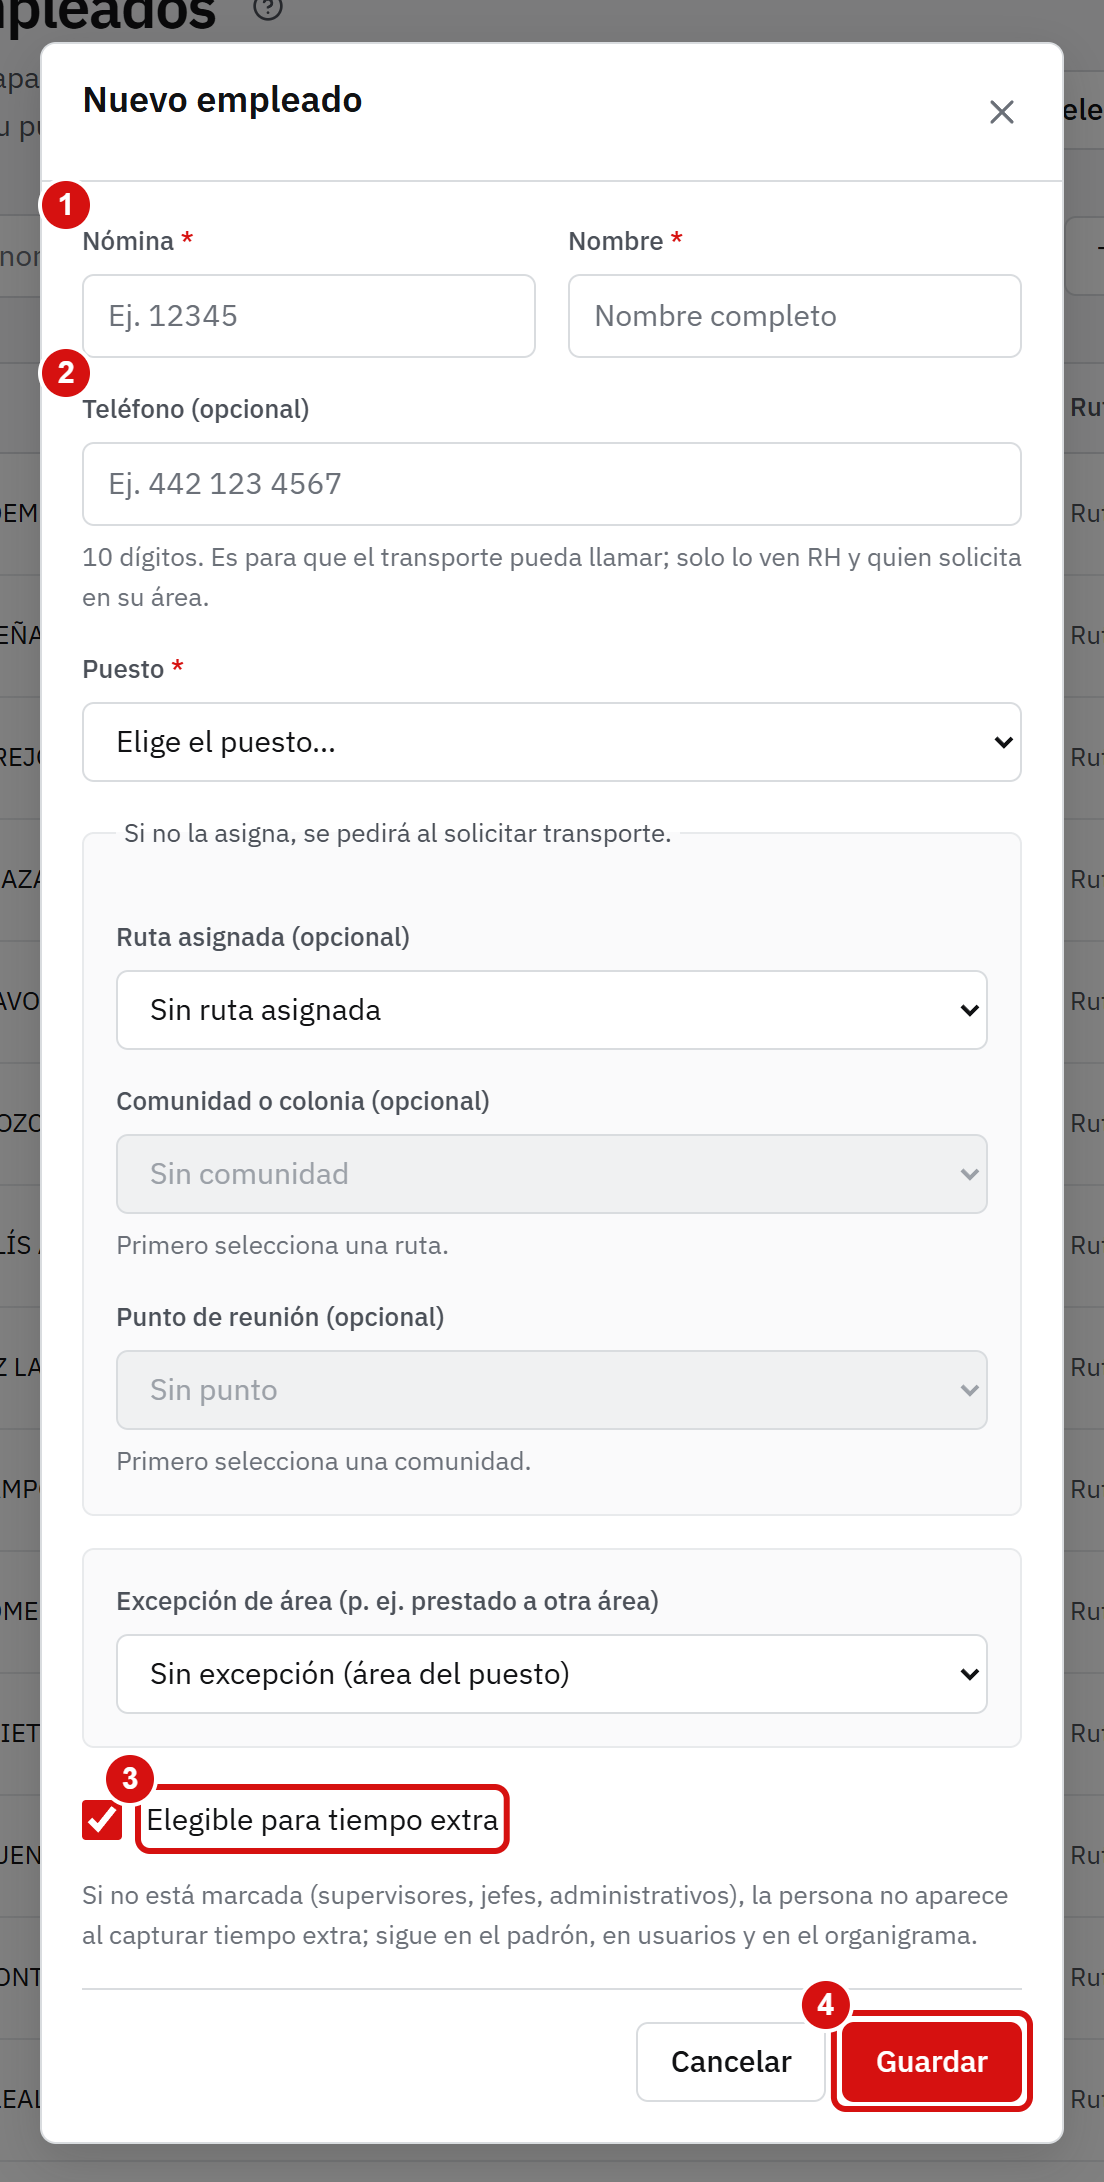 Nuevo empleado
1
Nómina *
Nombre *
Ej. 12345
Nombre completo
2
Teléfono (opcional)
Ej. 442 123 4567
10 dígitos. Es para que el transporte pueda llamar; solo lo ven RH y quien solicita
en su área.
Puesto *
Elige el puesto...
Si no la asigna, se pedirá al solicitar transporte.
Ruta asignada (opcional)
Sin ruta asignada
Comunidad o colonia (opcional)
Sin comunidad
Primero selecciona una ruta.
Punto de reunión (opcional)
Sin punto
Primero selecciona una comunidad.
Excepción de área (p. ej. prestado a otra área)
Sin excepción (área del puesto)
3
Elegible para tiempo extra
Si no está marcada (supervisores, jefes, administrativos), la persona no aparece
al capturar tiempo extra; sigue en el padrón, en usuarios y en el organigrama.
4
Cancelar
Guardar